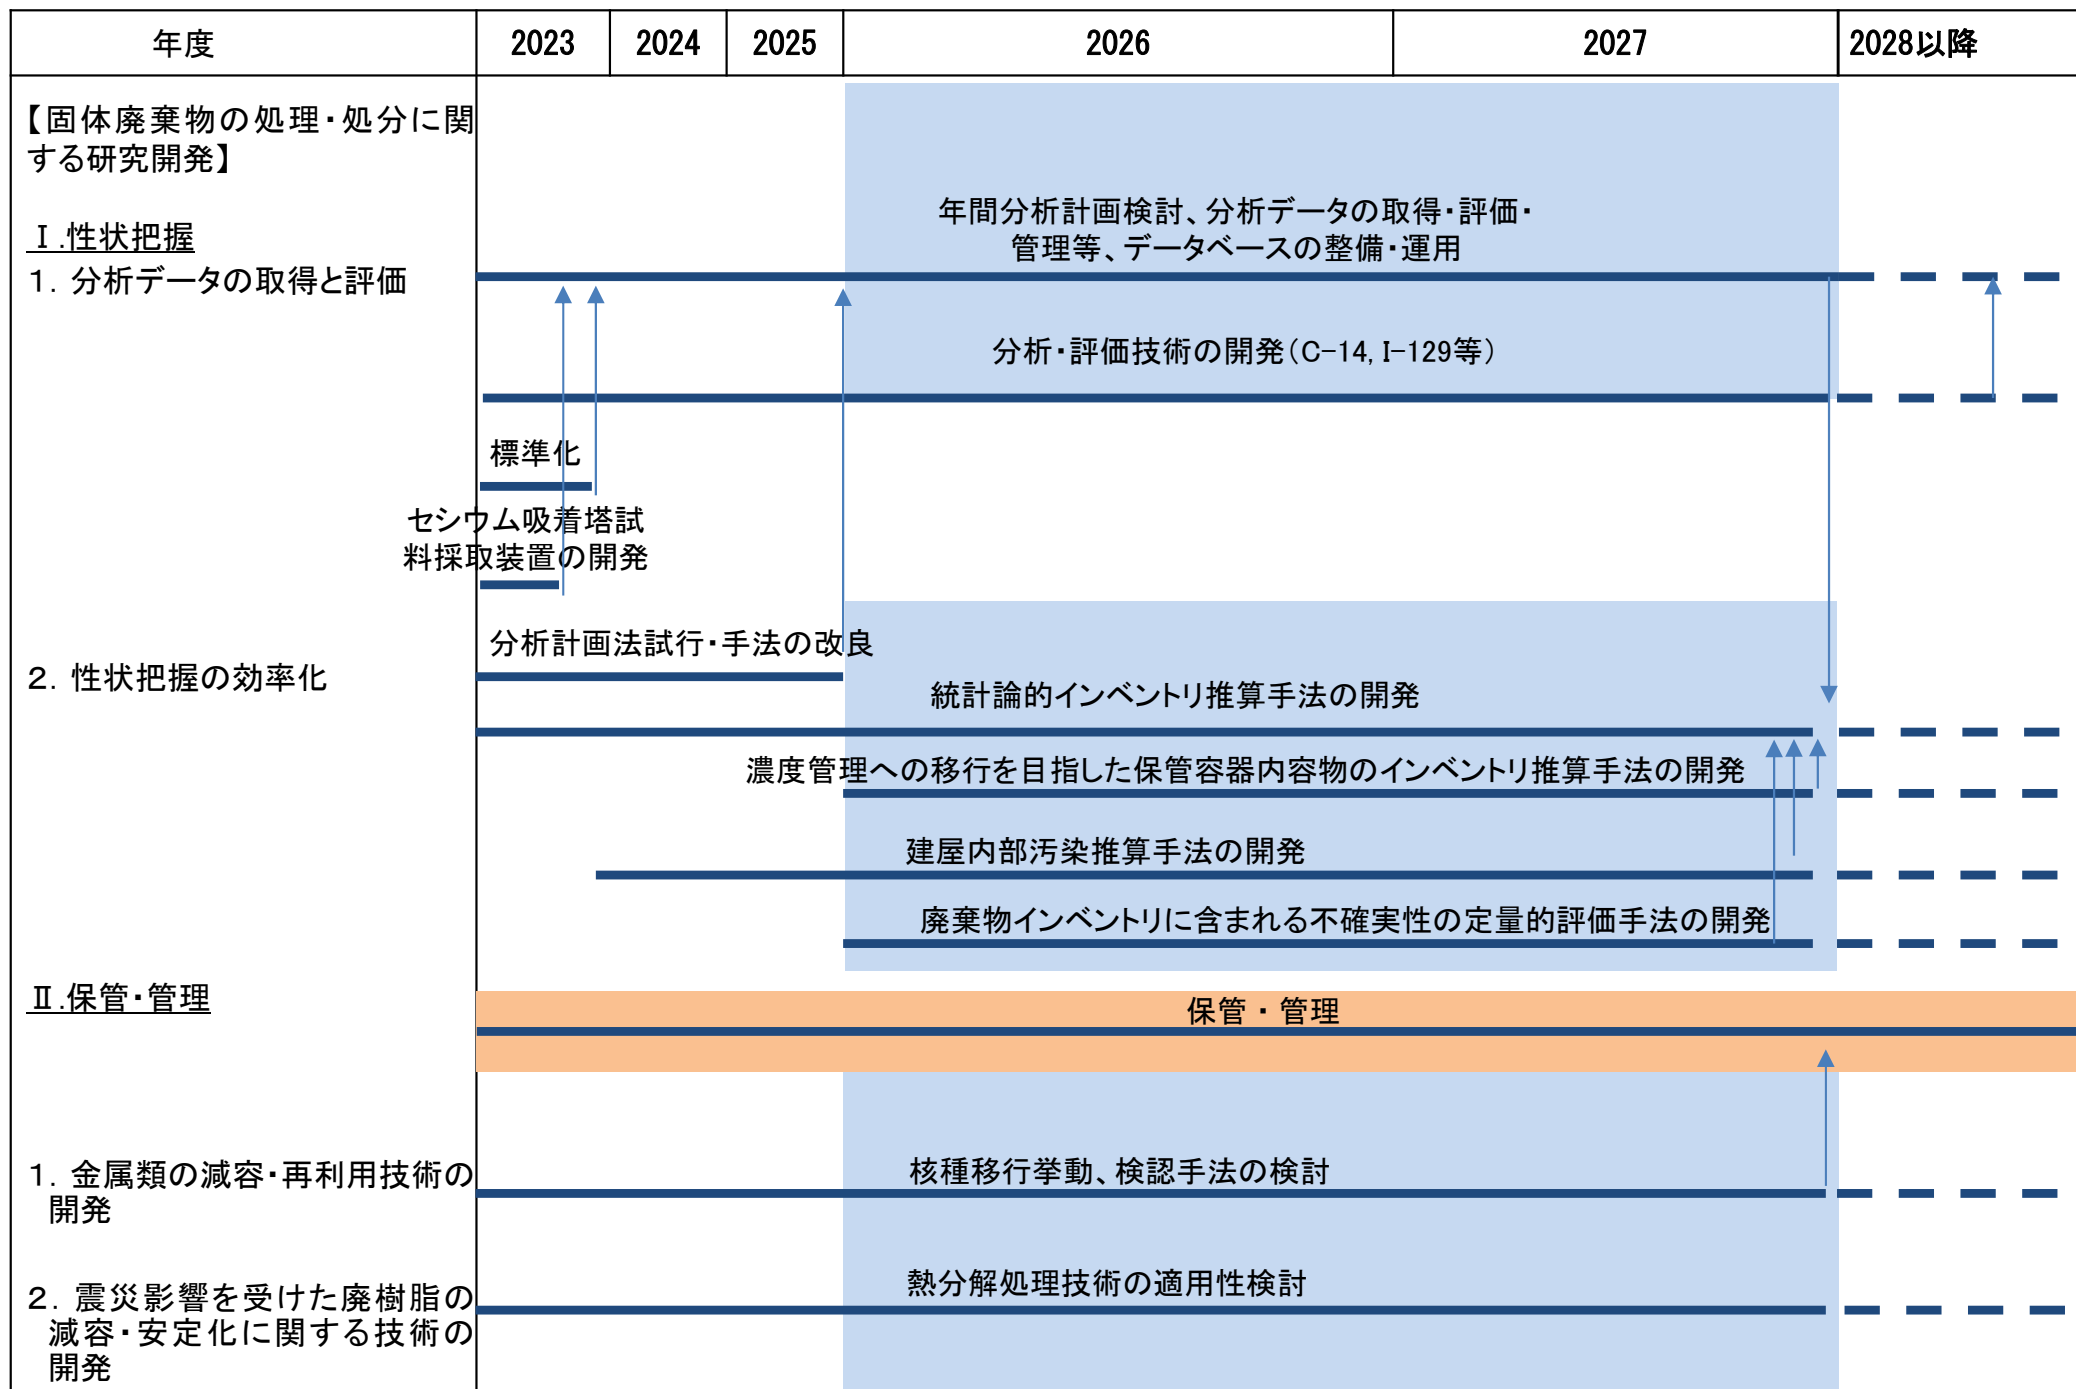 年度
2023
2024
2025
2026
2027
2028以降
【固体廃棄物の処理・処分に関
する研究開発】
Ⅰ.性状把握
年間分析計画検討、分析データの取得・評価・
管理等、データベースの整備・運用
1．分析データの取得と評価
分析・評価技術の開発（C-14, I-129等）
標準化
セシウム吸着塔試
料採取装置の開発
分析計画法試行・手法の改良
2．性状把握の効率化
統計論的インベントリ推算手法の開発
濃度管理への移行を目指した保管容器内容物のインベントリ推算手法の開発
建屋内部汚染推算手法の開発
廃棄物インベントリに含まれる不確実性の定量的評価手法の開発
Ⅱ.保管・管理
保管・管理
1．金属類の減容・再利用技術の
開発
核種移行挙動、検認手法の検討
2．震災影響を受けた廃樹脂の
減容・安定化に関する技術の
開発
熱分解処理技術の適用性検討